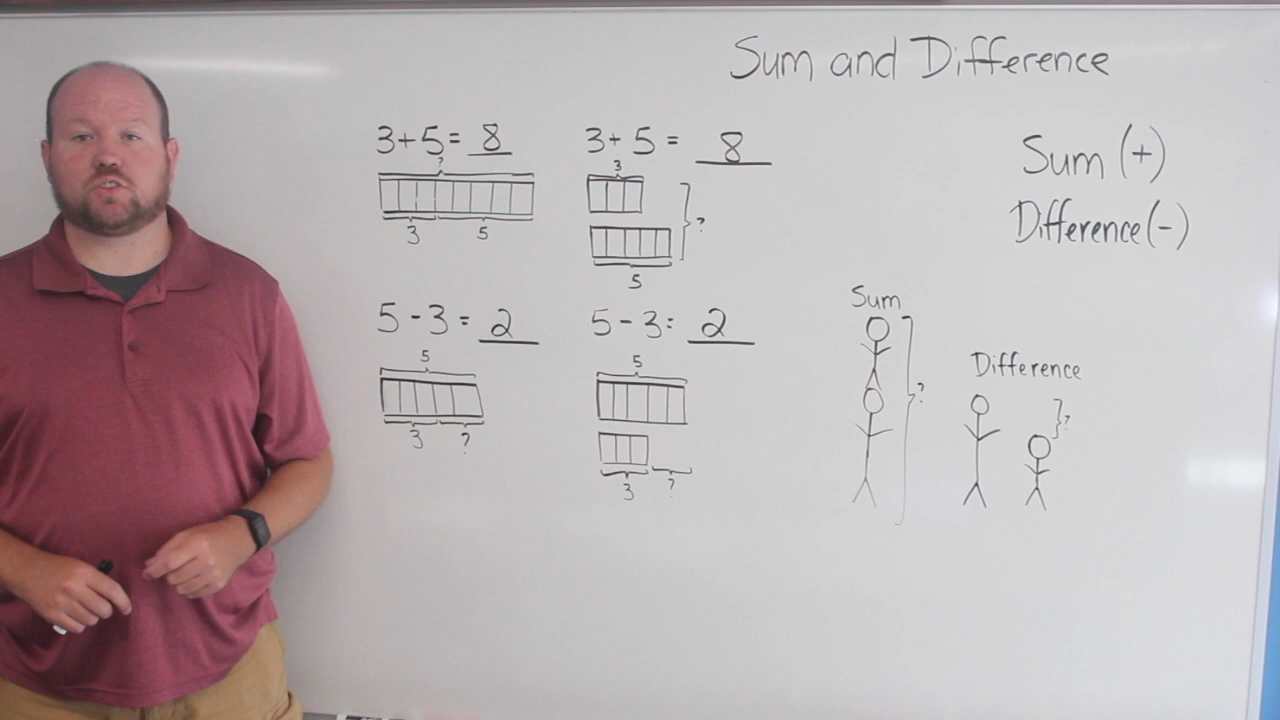 Sum and Difference
3+5= 8
?
3 5
3+5 = 8
3
?
5
Sum (+)
Difference (-)
5-3 = 2
5
3 ?
5-3= 2
5
3 ?
Sum
?
Difference
?